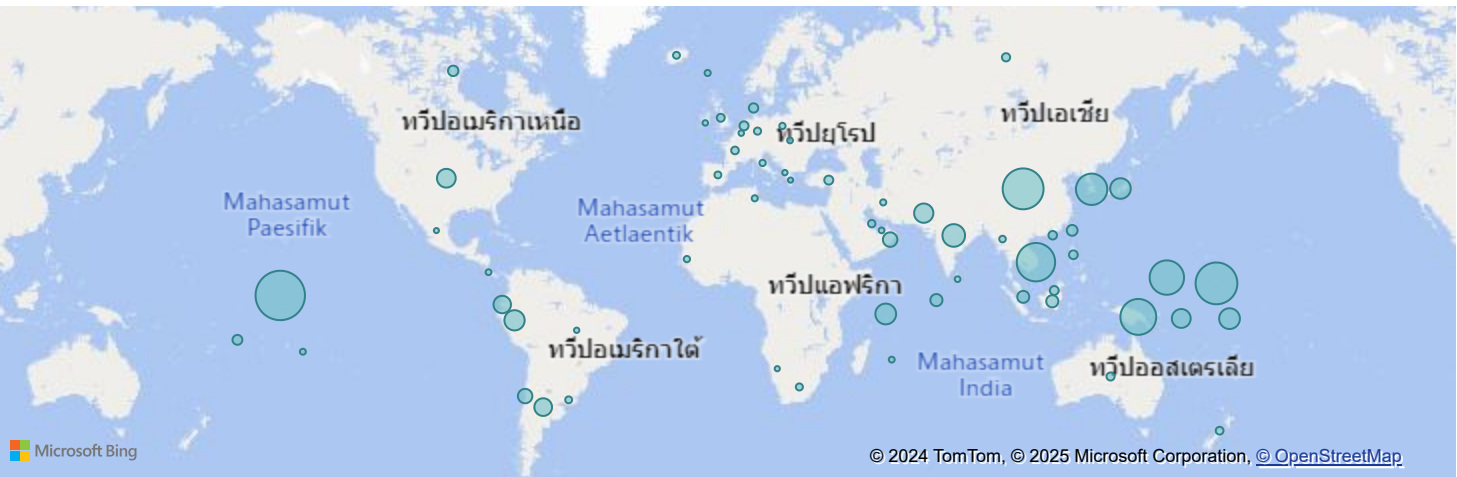 ทวีปอเมริกาเหนือ
ทวีปยุโรป
ทวีปเอเชีย
Mahasamut
Paesifik
Mahasamut
Aetlaentik
ทวีปแอฟริกา
ทวีปอเมริกาใต้
Mahasamut
India
ทวีปออสเตรเลีย
Microsoft Bing
© 2024 TomTom, © 2025 Microsoft Corporation, © OpenStreetMap